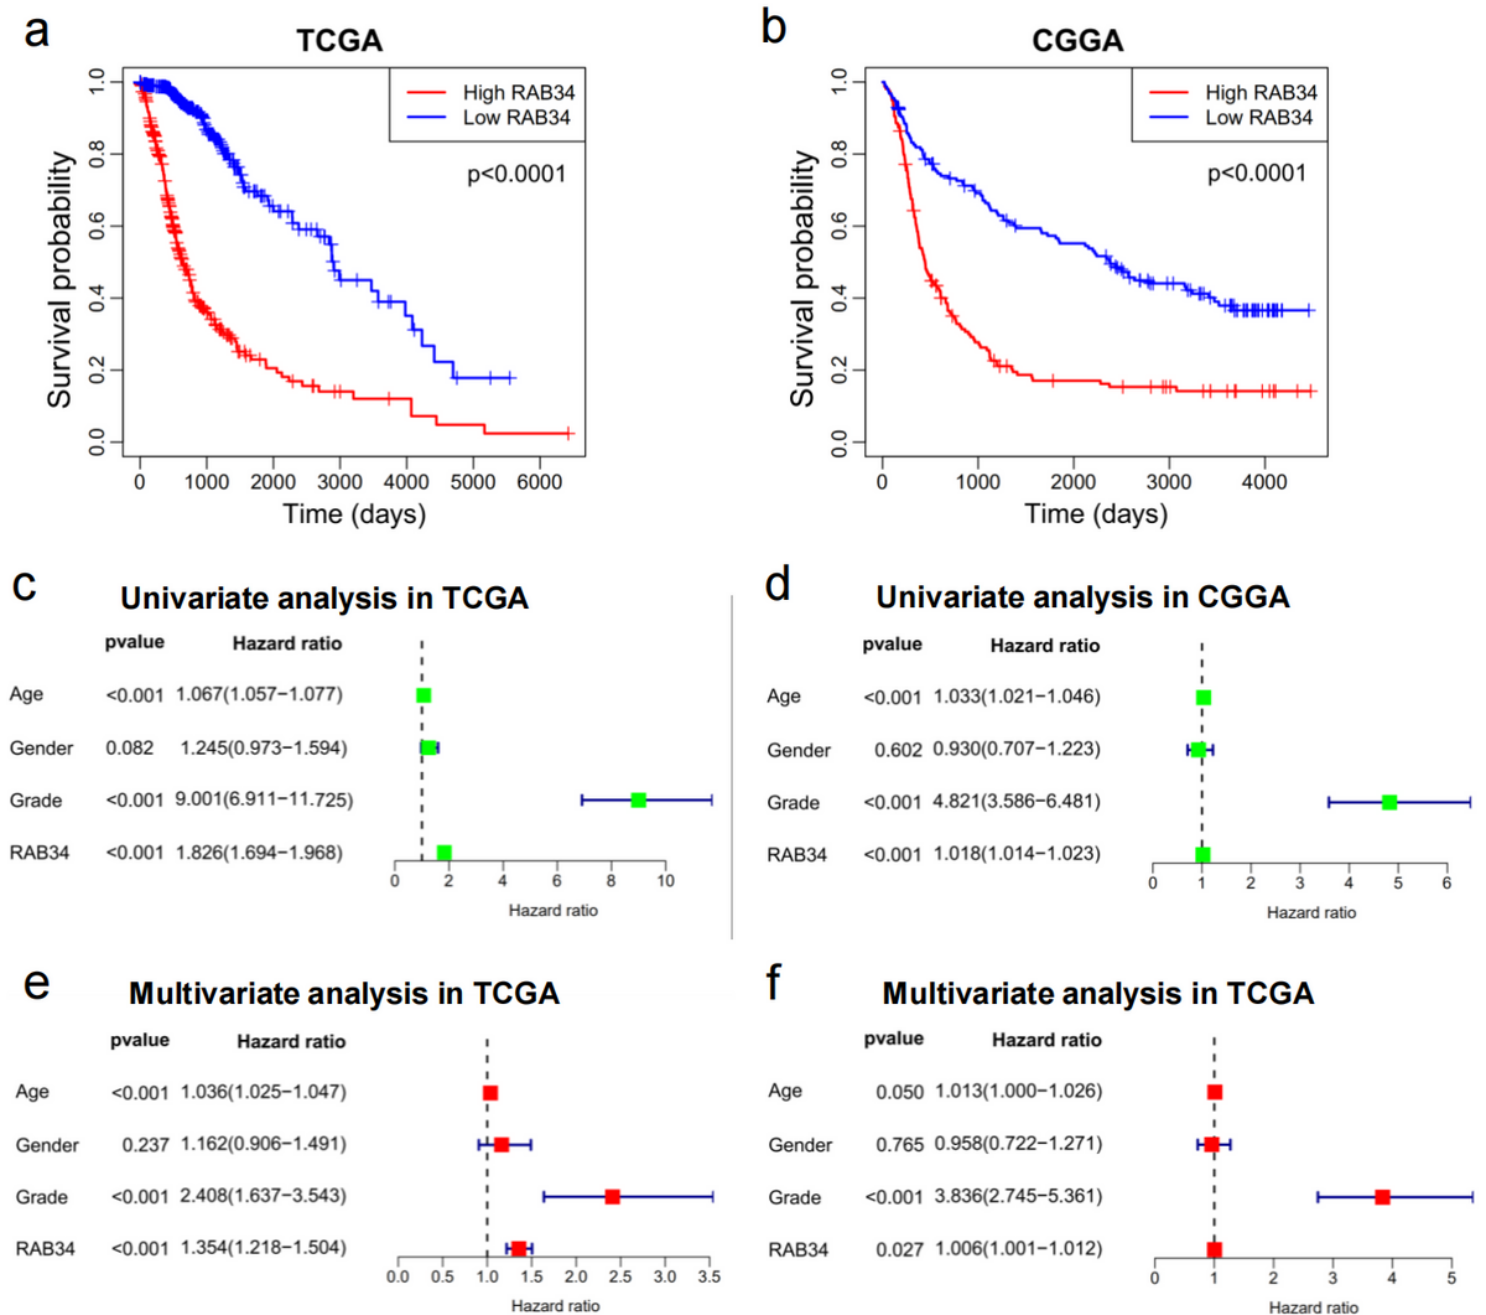 a
TCGA
High RAB34
Low RAB34
p<0.0001
Survival probability
0.0 0.2 0.4 0.6 0.8 1.0
0 1000 2000 3000 4000 5000 6000
Time (days)
b
CGGA
High RAB34
Low RAB34
p<0.0001
Survival probability
0.0 0.2 0.4 0.6 0.8 1.0
0 1000 2000 3000 4000
Time (days)
c
Univariate analysis in TCGA
pvalue Hazard ratio
Age <0.001 1.067(1.057−1.077)
Gender 0.082 1.245(0.973−1.594)
Grade <0.001 9.001(6.911−11.725)
RAB34 <0.001 1.826(1.694−1.968)
0 2 4 6 8 10
Hazard ratio
d
Univariate analysis in CGGA
pvalue Hazard ratio
Age <0.001 1.033(1.021−1.046)
Gender 0.602 0.930(0.707−1.223)
Grade <0.001 4.821(3.586−6.481)
RAB34 <0.001 1.018(1.014−1.023)
0 1 2 3 4 5 6
Hazard ratio
e
Multivariate analysis in TCGA
pvalue Hazard ratio
Age <0.001 1.036(1.025−1.047)
Gender 0.237 1.162(0.906−1.491)
Grade <0.001 2.408(1.637−3.543)
RAB34 <0.001 1.354(1.218−1.504)
0.0 0.5 1.0 1.5 2.0 2.5 3.0 3.5
Hazard ratio
f
Multivariate analysis in TCGA
pvalue Hazard ratio
Age 0.050 1.013(1.000−1.026)
Gender 0.765 0.958(0.722−1.271)
Grade <0.001 3.836(2.745−5.361)
RAB34 0.027 1.006(1.001−1.012)
0 1 2 3 4 5
Hazard ratio